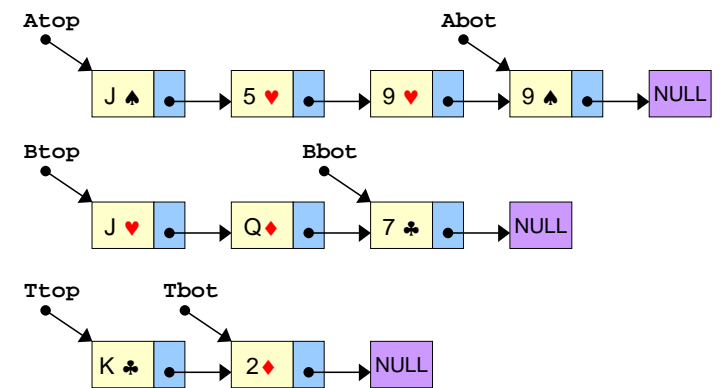 Atop Abot
J ♠ 5 ♥ 9 ♥ 9 ♠ NULL
Btop Bbot
J ♥ Q♦ 7 ♣ NULL
Ttop Tbot
K ♣ 2♦ NULL